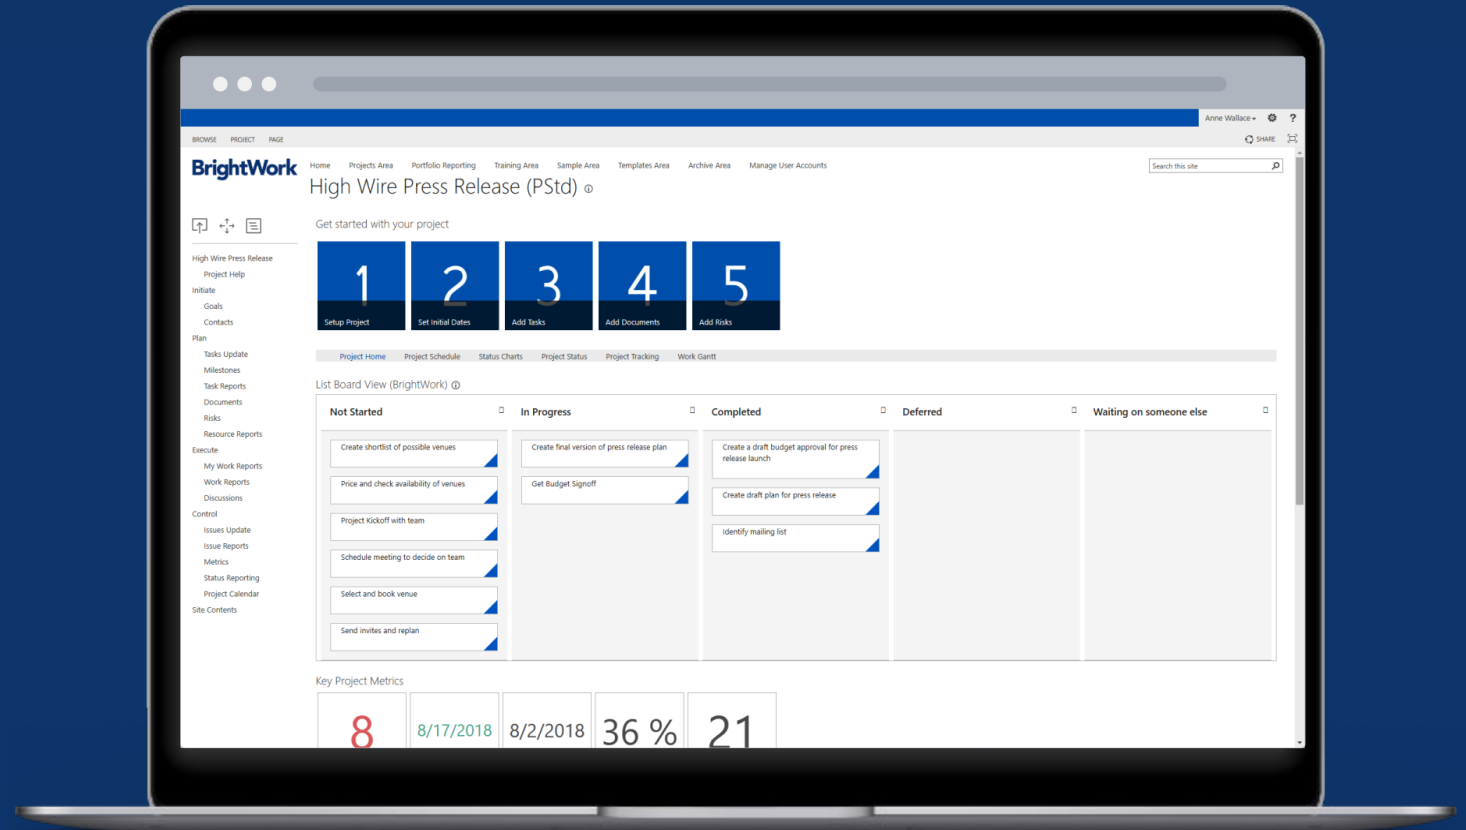 Anne Wallace
?
BROWSE PROJECT PAGE
SHARE
BrightWork
Home Projects Area Portfolio Reporting Training Area Sample Area Templates Area Archive Area Manage User Accounts
Search this site
High Wire Press Release (PStd)
Get started with your project
1 2 3 4 5
Setup Project Set Initial Dates Add Tasks Add Documents Add Risks
High Wire Press Release
Project Help
Initiate
Goals
Contacts
Plan
Tasks Update
Milestones
Task Reports
Documents
Risks
Resource Reports
Execute
My Work Reports
Work Reports
Discussions
Control
Issues Update
Issue Reports
Metrics
Status Reporting
Project Calendar
Site Contents
Project Home Project Schedule Status Charts Project Status Project Tracking Work Gantt
List Board View (BrightWork)
Not Started
Create shortlist of possible venues
Price and check availability of venues
Project Kickoff with team
Schedule meeting to decide on team
Select and book venue
Send invites and replan
In Progress
Create final version of press release plan
Get Budget Signoff
Completed
Create a draft budget approval for press
release launch
Create draft plan for press release
Identify mailing list
Deferred
Waiting on someone else
Key Project Metrics
8 8/17/2018 8/2/2018 36 % 21